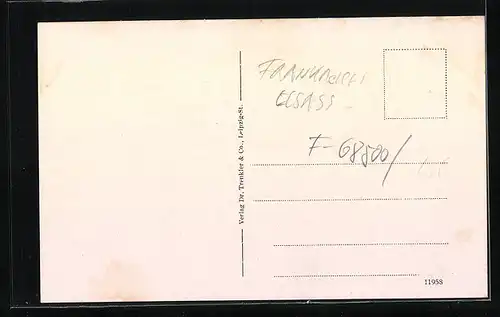 Verlag Dr. Trenkler & Co., Leipzig-St.
FRANKREICH
ELSASS
F-68500/
11958